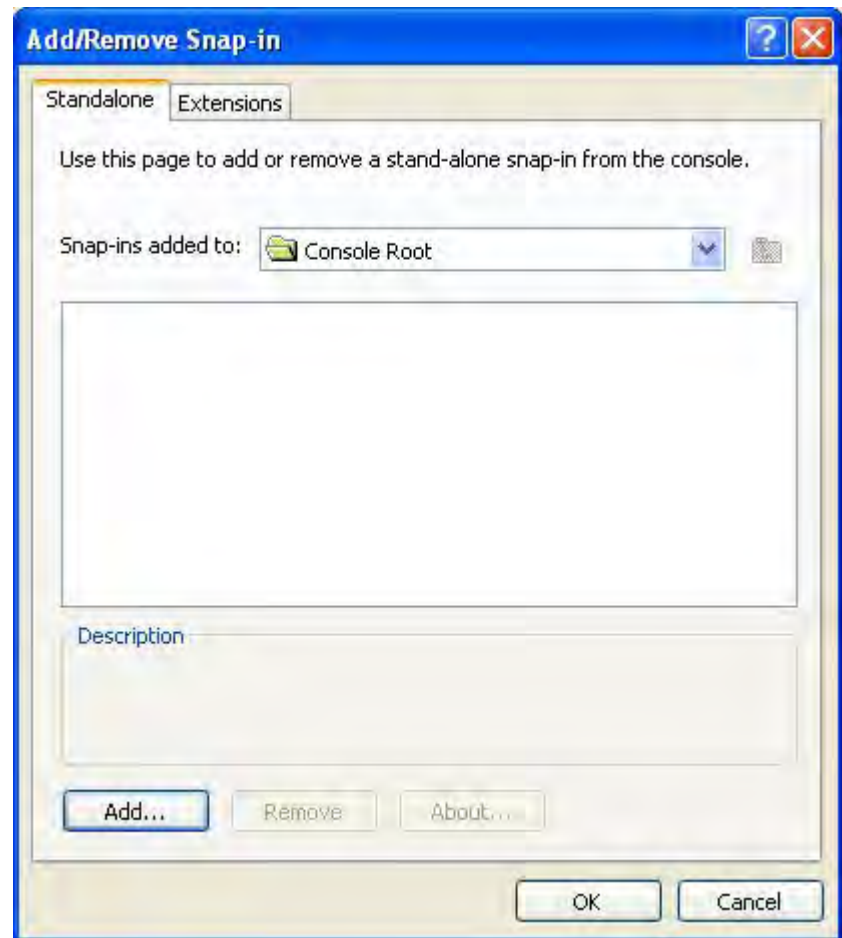 Add/Remove Snap-in
Standalone Extensions
Use this page to add or remove a stand-alone snap-in from the console.
Snap-ins added to: Console Root
Description
Add... Remove About...
OK Cancel